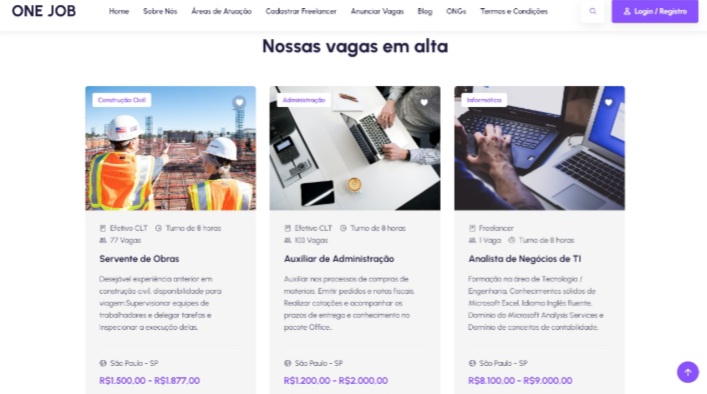 ONE JOB
Home Sobre Nós Áreas de Atuação Cadastrar Freelancer Anunciar Vagas Blog ONGs Termos e Condições
Login / Registro
Nossas vagas em alta
Construção Civil
Efetivo CLT Turno de 8 horas
77 Vagas
Servente de Obras
Desejável experiência anterior em
construção civil, disponibilidade para
viagem.Supervisionar equipes de
trabalhadores e delegar tarefas e
inspecionar a execução delas.
São Paulo - SP
R$1.500,00 - R$1.877,00
Administração
Efetivo CLT Turno de 8 horas
103 Vagas
Auxiliar de Administração
Auxiliar nos processos de compras de
materiais. Emitir pedidos e notas fiscais.
Realizar cotações e acompanhar os
prazos de entrega e conhecimento no
pacote Office..
São Paulo - SP
R$1.200,00 - R$2.000,00
Informática
Freelancer
1 Vaga Turno de 8 horas
Analista de Negócios de TI
Formação na área de Tecnologia /
Engenharia, Conhecimentos sólidos de
Microsoft Excel, Idioma Inglês fluente,
Domínio do Microsoft Analysis Services e
Domínio de conceitos de contabilidade.
São Paulo - SP
R$8.100,00 - R$9.000,00